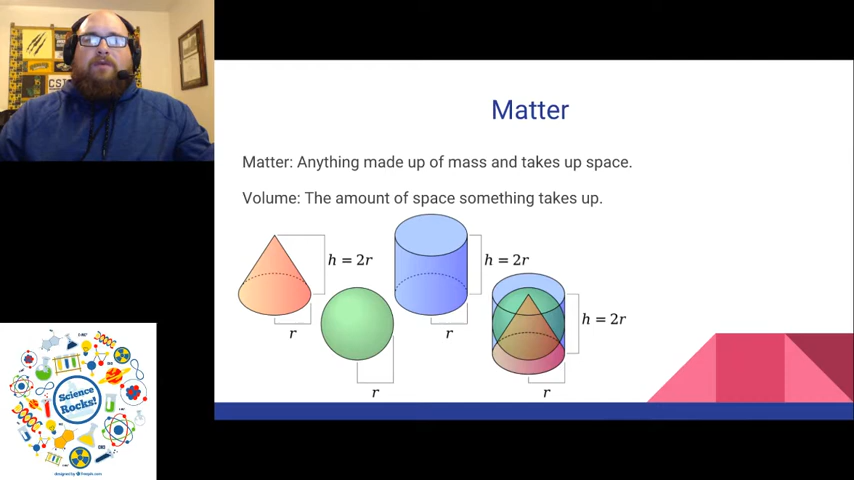 Matter
Matter: Anything made up of mass and takes up space.
Volume: The amount of space something takes up.
h = 2r
h = 2r
h = 2r
r
r
r
r
Science
Rocks!
designed by freepik.com